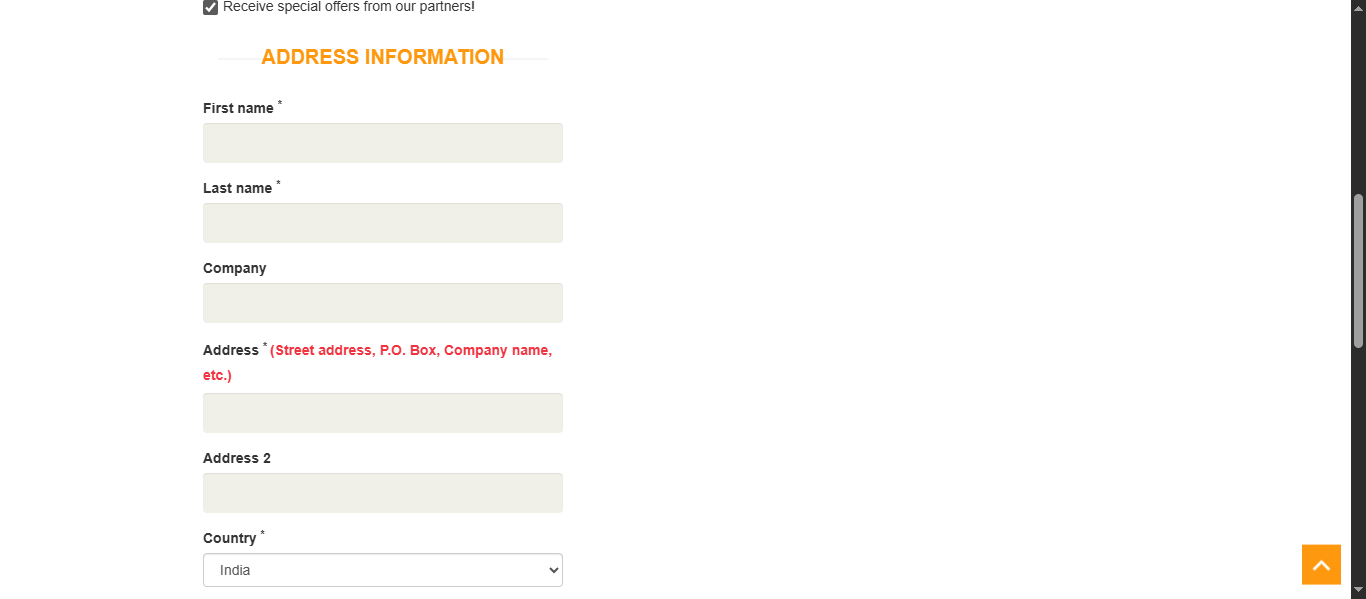 Receive special offers from our partners!
ADDRESS INFORMATION
First name *
Last name *
Company
Address * (Street address, P.O. Box, Company name,
etc.)
Address 2
Country *
India